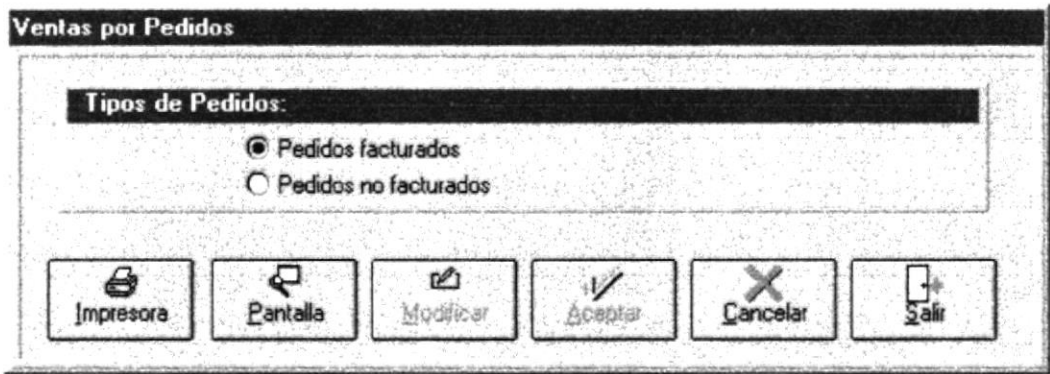 Ventas por Pedidos
Tipos de Pedidos:
Pedidos facturados
Pedidos no facturados
Impresora Pantalla Modificar Aceptar Cancelar Salir